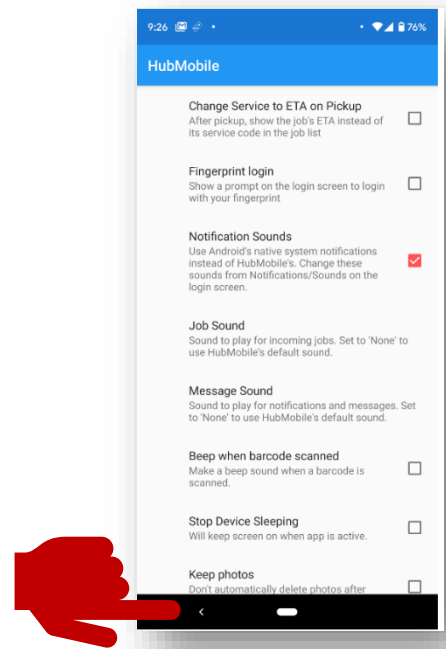 9:26 76%
HubMobile
Change Service to ETA on Pickup
After pickup, show the job's ETA instead of
its service code in the job list
Fingerprint login
Show a prompt on the login screen to login
with your fingerprint
Notification Sounds
Use Android's native system notifications
instead of HubMobile's. Change these
sounds from Notifications/Sounds on the
login screen.
Job Sound
Sound to play for incoming jobs. Set to 'None' to
use HubMobile's default sound.
Message Sound
Sound to play for notifications and messages. Set
to 'None' to use HubMobile's default sound.
Beep when barcode scanned
Make a beep sound when a barcode is
scanned.
Stop Device Sleeping
Will keep screen on when app is active.
Keep photos
Don't automatically delete photos after